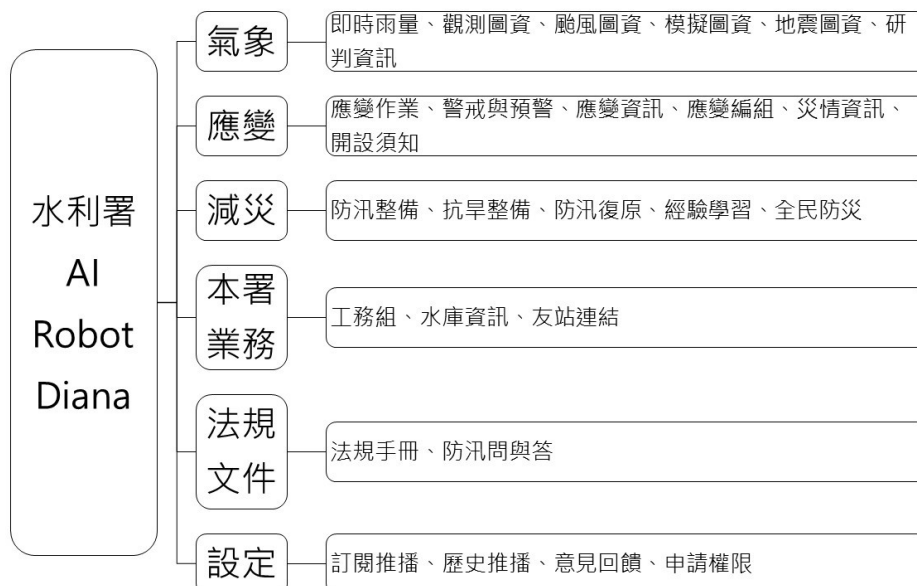 水利署
AI
Robot
Diana
氣象
即時雨量、觀測圖資、颱風圖資、模擬圖資、地震圖資、研
判資訊
應變
應變作業、警戒與預警、應變資訊、應變編組、災情資訊、
開設須知
減災
防汛整備、抗旱整備、防汛復原、經驗學習、全民防災
本署
業務
工務組、水庫資訊、友站連結
法規
文件
法規手冊、防汛問與答
設定
訂閱推播、歷史推播、意見回饋、申請權限